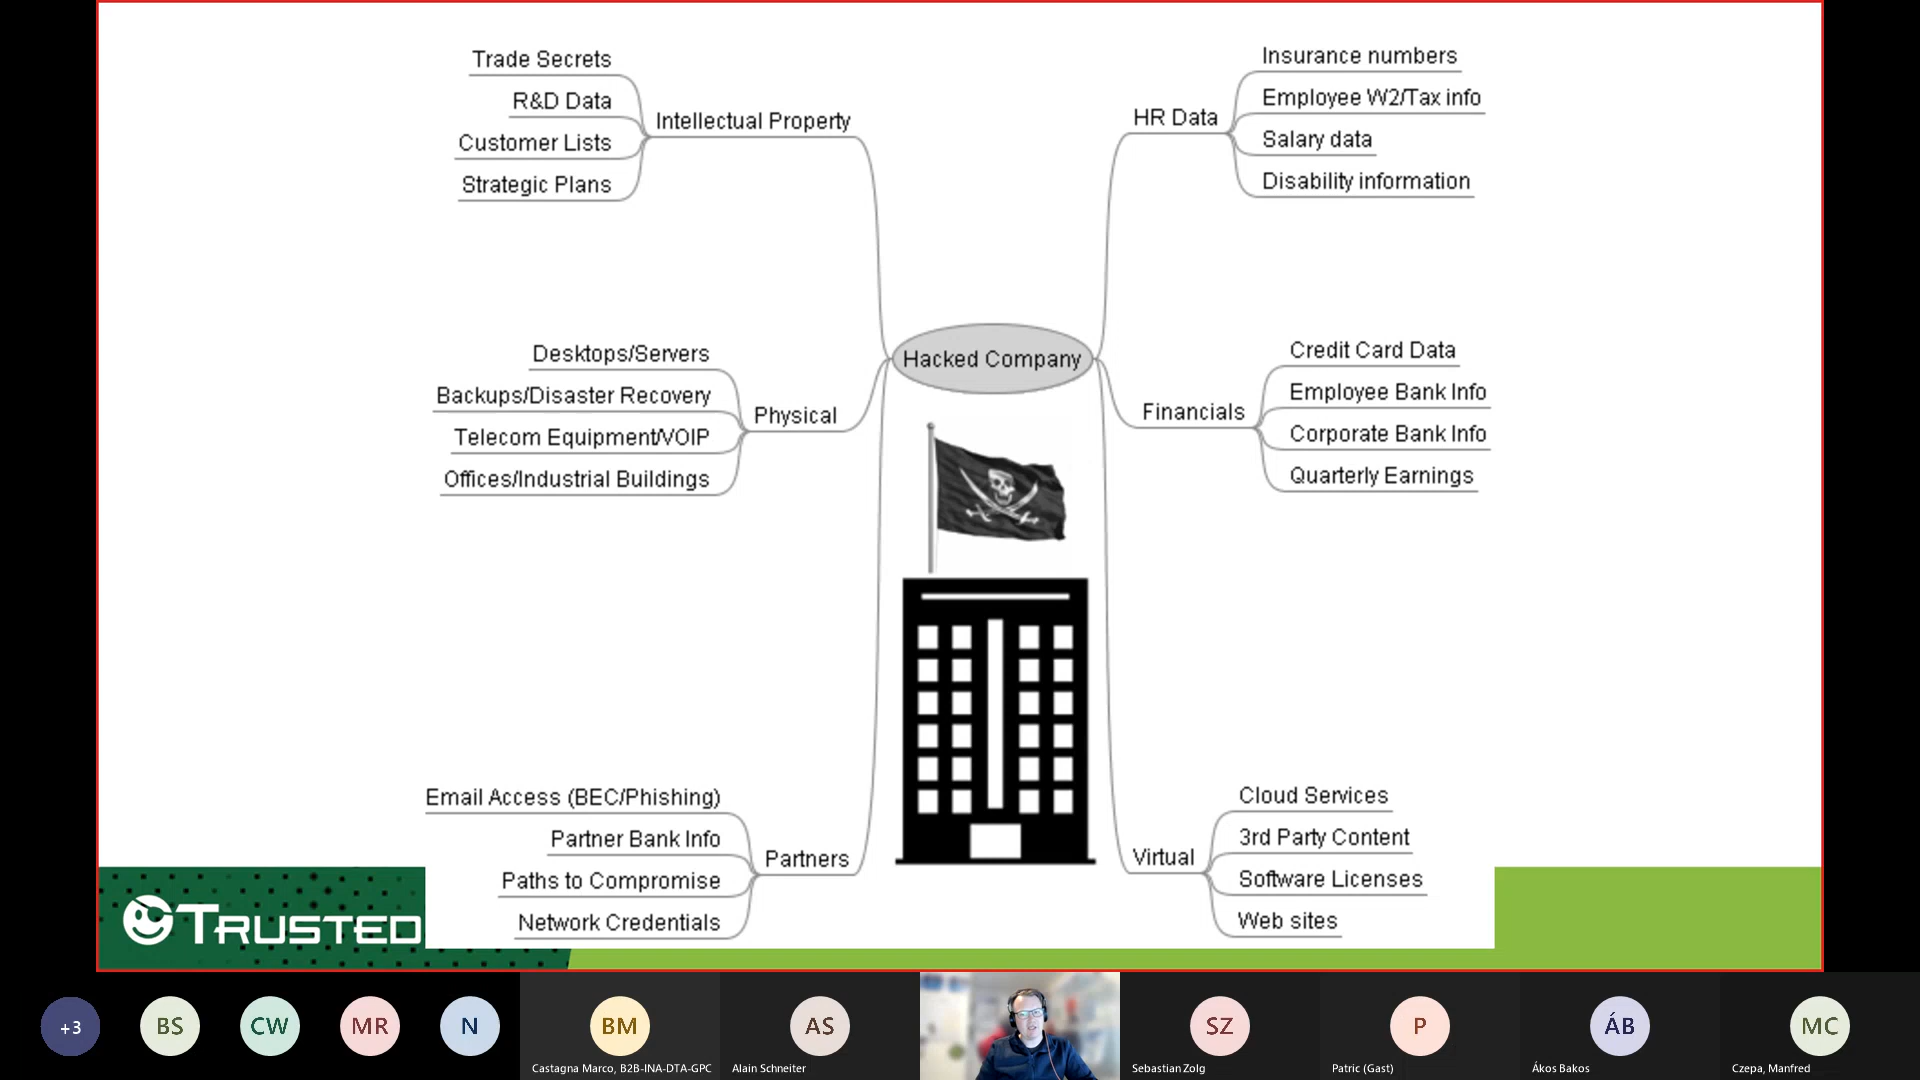 Trade Secrets
R&D Data
Customer Lists
Strategic Plans
Intellectual Property
Insurance numbers
Employee W2/Tax info
Salary data
Disability information
HR Data
Hacked Company
Desktops/Servers
Backups/Disaster Recovery
Telecom Equipment/VOIP
Offices/Industrial Buildings
Physical
Credit Card Data
Employee Bank Info
Corporate Bank Info
Quarterly Earnings
Financials
Email Access (BEC/Phishing)
Partner Bank Info
Paths to Compromise
Network Credentials
Partners
Cloud Services
3rd Party Content
Software Licenses
Web sites
Virtual
TRUSTED
+3
BS
CW
MR
N
BM
AS
SZ
P
ÁB
MC
Castagna Marco, B2B-INA-DTA-GPC
Alain Schneiter
Sebastian Zolg
Patric (Gast)
Ákos Bakos
Czepa, Manfred